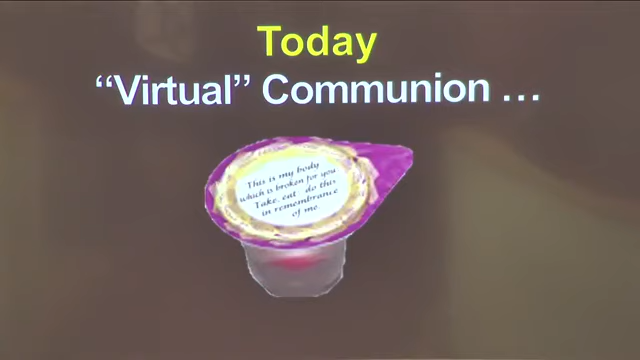 Today
“Virtual” Communion …
This is my body
which is broken for you
Take, eat do this
in remembrance
of me.